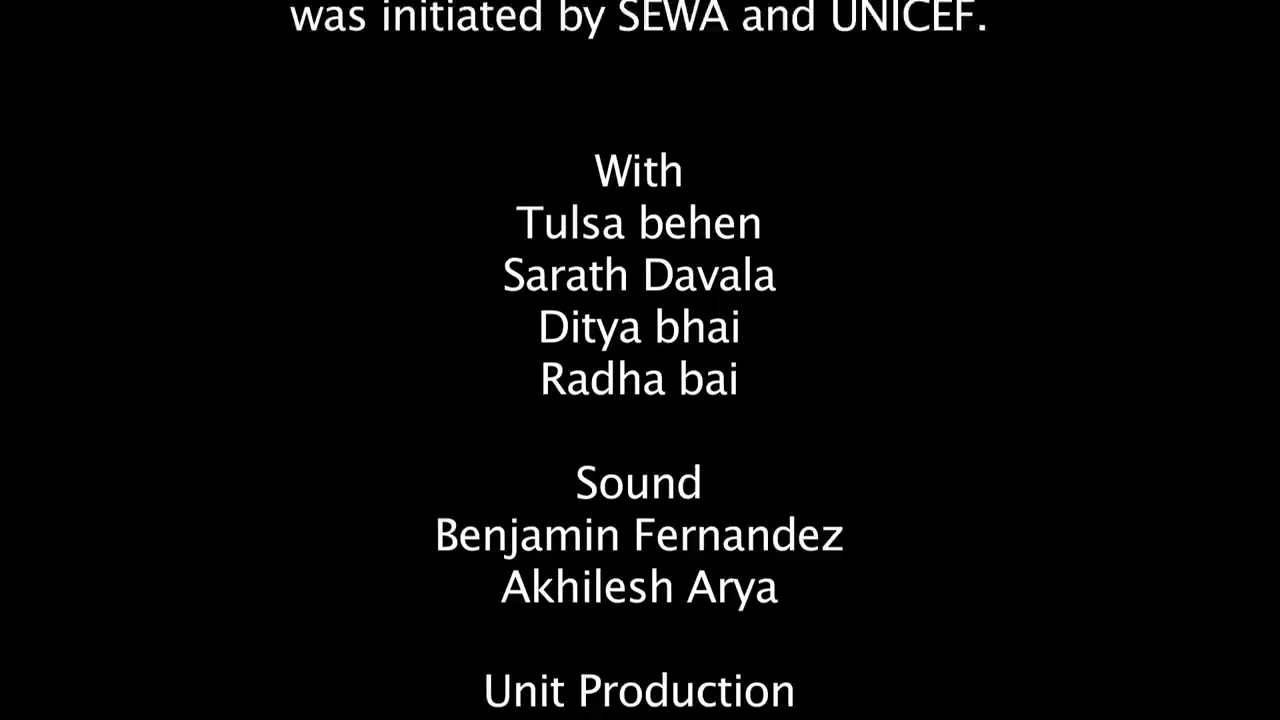 was initiated by SEWA and UNICEF.
With
Tulsa behen
Sarath Davala
Ditya bhai
Radha bai
Sound
Benjamin Fernandez
Akhilesh Arya
Unit Production